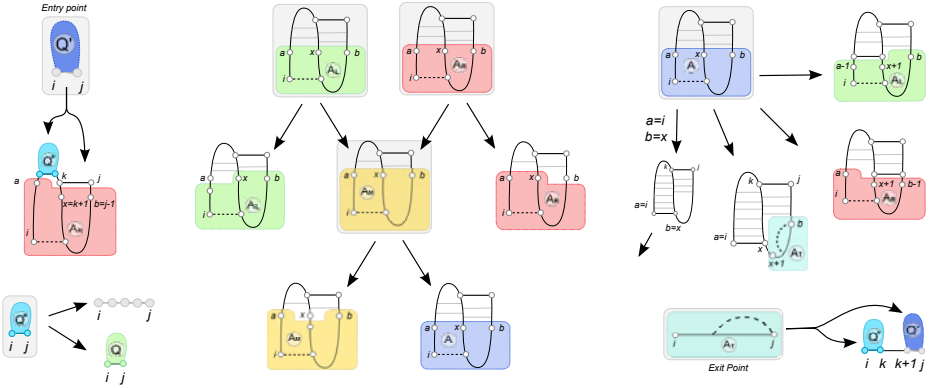 Entry point
Q'
i j
Q*
a k j
x=k+1 b=j-1
A_M
i
Q*
i j
i j
Q
i j
a x b
A_L
i
a x b
A_R
i
a x b
A_L
i
a x b
A_M
i
a x b
A_R
i
a x b
A_M
i
a x b
A
i
a x b
A
i
a=i
b=x
a-1 x+1 b
A_L
i
k j
a=i
b=x
k j
b
a=i x
x+1 A_T
a
x+1 b-1
A_R
i
i A_T j
Exit Point
Q* Q'
i k k+1 j